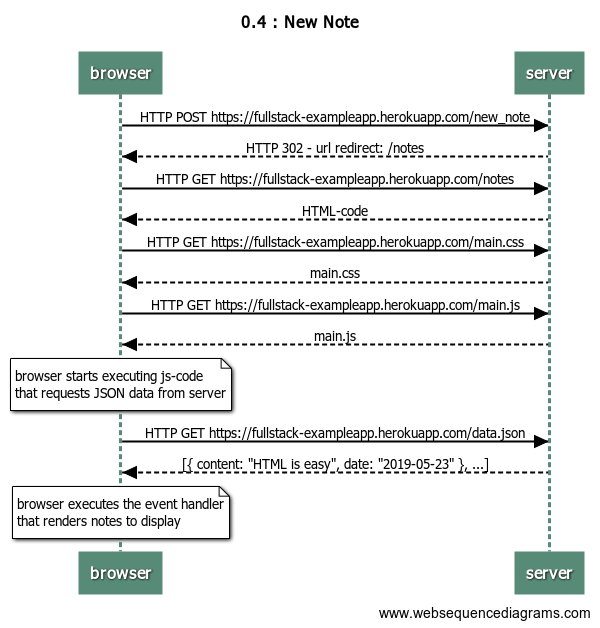 0.4 : New Note
browser
server
HTTP POST https://fullstack-exampleapp.herokuapp.com/new_note
HTTP 302 - url redirect: /notes
HTTP GET https://fullstack-exampleapp.herokuapp.com/notes
HTML-code
HTTP GET https://fullstack-exampleapp.herokuapp.com/main.css
main.css
HTTP GET https://fullstack-exampleapp.herokuapp.com/main.js
main.js
browser starts executing js-code
that requests JSON data from server
HTTP GET https://fullstack-exampleapp.herokuapp.com/data.json
[{ content: "HTML is easy", date: "2019-05-23" }, ...]
browser executes the event handler
that renders notes to display
browser
server
www.websequencediagrams.com